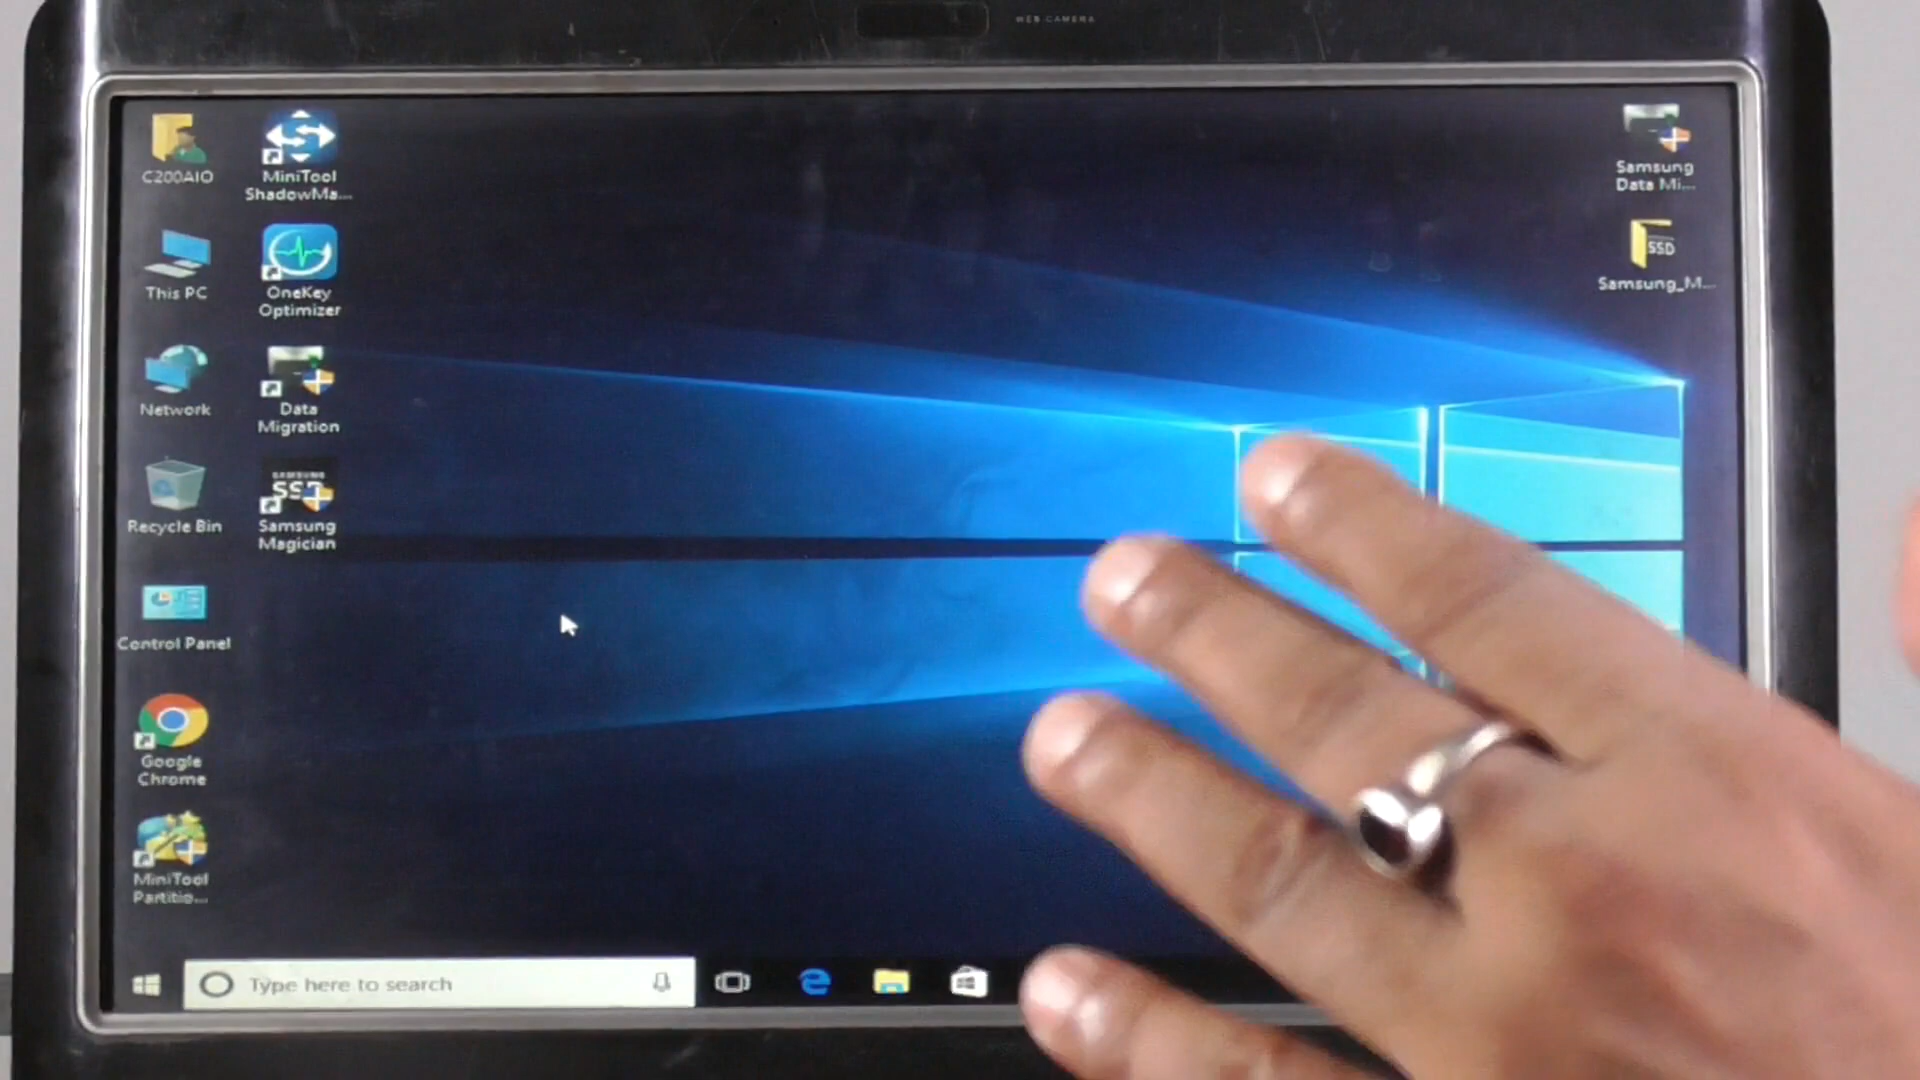 WEB CAMERA
C200AIO
MiniTool
ShadowMa...
Samsung
Data Mi...
This PC
OneKey
Optimizer
SSD
Samsung_M...
Network
Data
Migration
Recycle Bin
SAMSUNG
SSD
Samsung
Magician
Control Panel
Google
Chrome
MiniTool
Partitio...
Type here to search